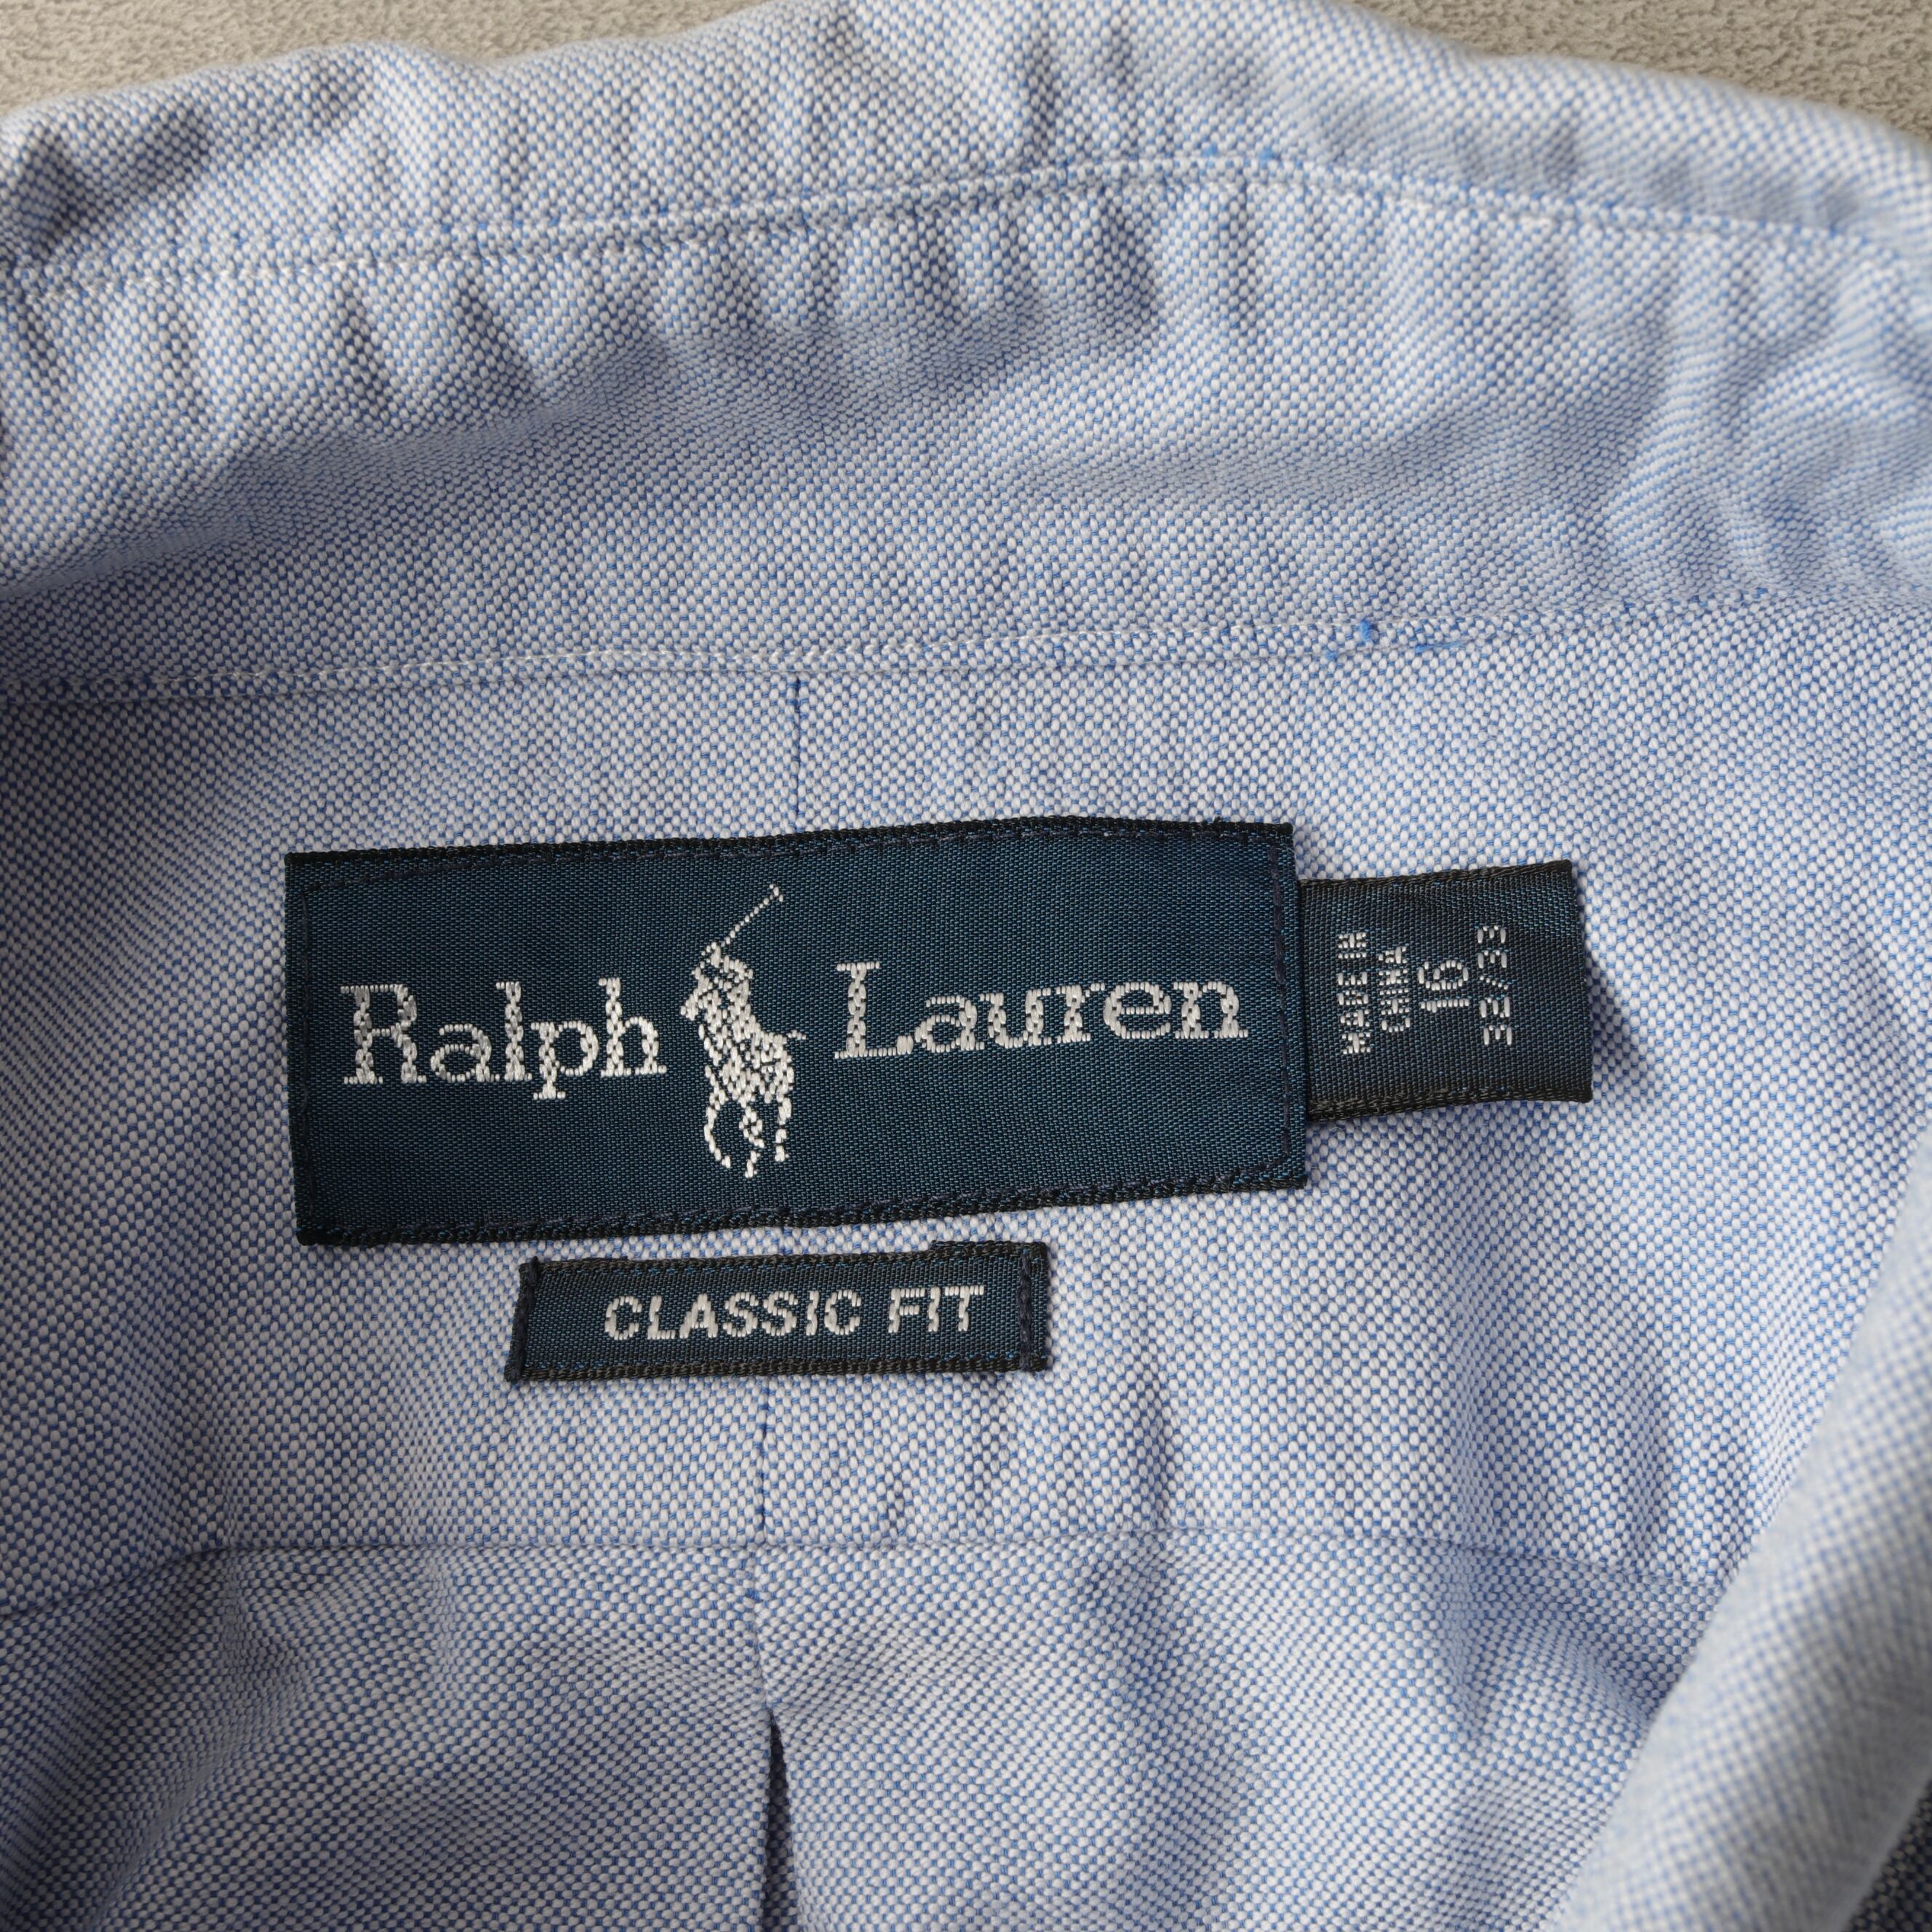 Ralph Lauren
CLASSIC FIT
MADE IN
CHINA
16
32/33